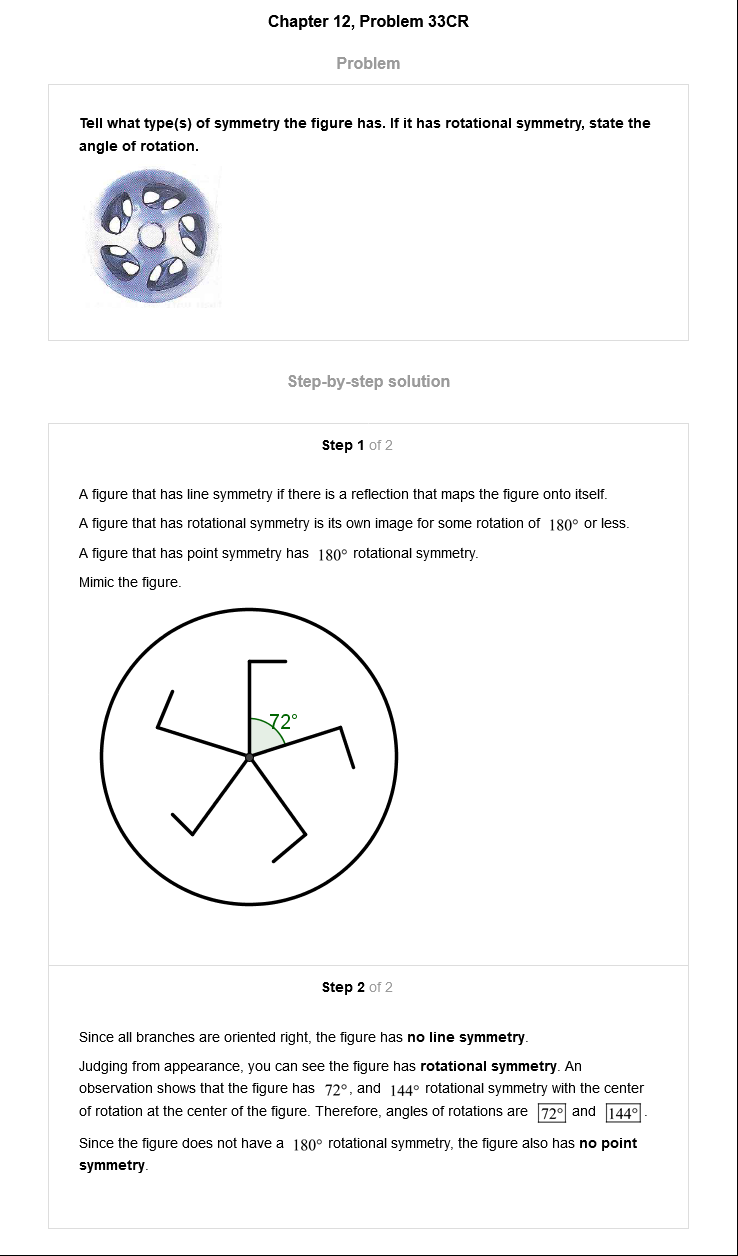 Chapter 12, Problem 33CR
Problem
Tell what type(s) of symmetry the figure has. If it has rotational symmetry, state the
angle of rotation.
Step-by-step solution
Step 1 of 2
A figure that has line symmetry if there is a reflection that maps the figure onto itself.
A figure that has rotational symmetry is its own image for some rotation of 180° or less.
A figure that has point symmetry has 180° rotational symmetry.
Mimic the figure.
72°
Step 2 of 2
Since all branches are oriented right, the figure has no line symmetry.
Judging from appearance, you can see the figure has rotational symmetry. An
observation shows that the figure has 72°, and 144° rotational symmetry with the center
of rotation at the center of the figure. Therefore, angles of rotations are 72° and 144°.
Since the figure does not have a 180° rotational symmetry, the figure also has no point
symmetry.